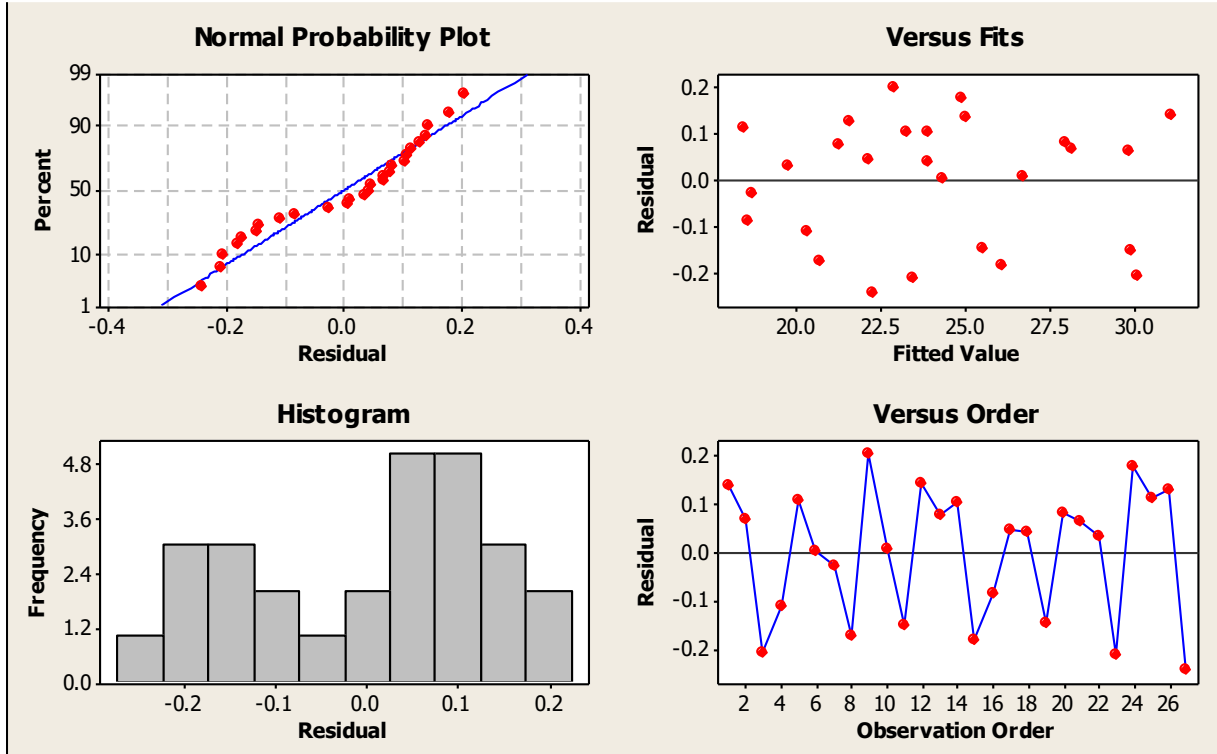 Normal Probability Plot
99
90
50
10
1
Percent
-0.4 -0.2 0.0 0.2 0.4
Residual
Versus Fits
0.2
0.1
0.0
-0.1
-0.2
Residual
20.0 22.5 25.0 27.5 30.0
Fitted Value
Histogram
4.8
3.6
2.4
1.2
0.0
Frequency
-0.2 -0.1 0.0 0.1 0.2
Residual
Versus Order
0.2
0.1
0.0
-0.1
-0.2
Residual
2 4 6 8 10 12 14 16 18 20 22 24 26
Observation Order